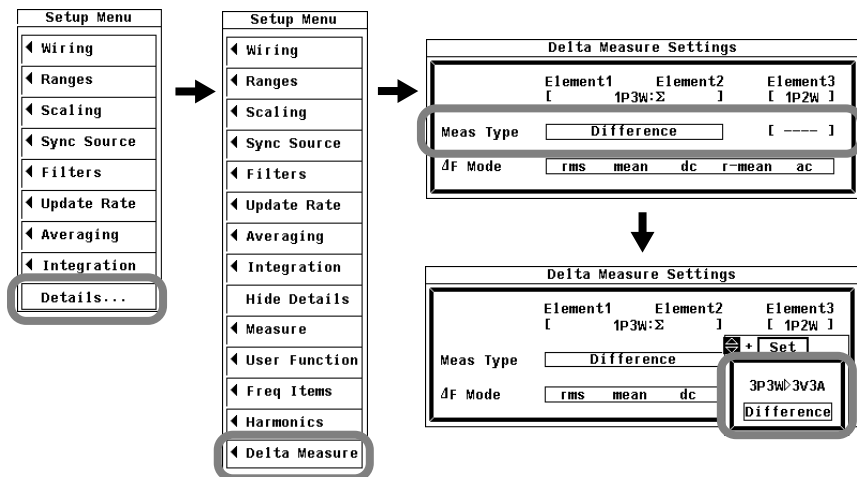 Setup Menu
Wiring
Ranges
Scaling
Sync Source
Filters
Update Rate
Averaging
Integration
Details...
Setup Menu
Wiring
Ranges
Scaling
Sync Source
Filters
Update Rate
Averaging
Integration
Hide Details
Measure
User Function
Freq Items
Harmonics
Delta Measure
Delta Measure Settings
Element1 Element2 Element3
[ 1P3W:Σ ] [ 1P2W ]
Meas Type Difference [ ---- ]
ΔF Mode rms mean dc r-mean ac
Delta Measure Settings
Element1 Element2 Element3
[ 1P3W:Σ ] [ 1P2W ]
+ Set
Meas Type Difference
3P3W▷3V3A
ΔF Mode rms mean dc
Difference